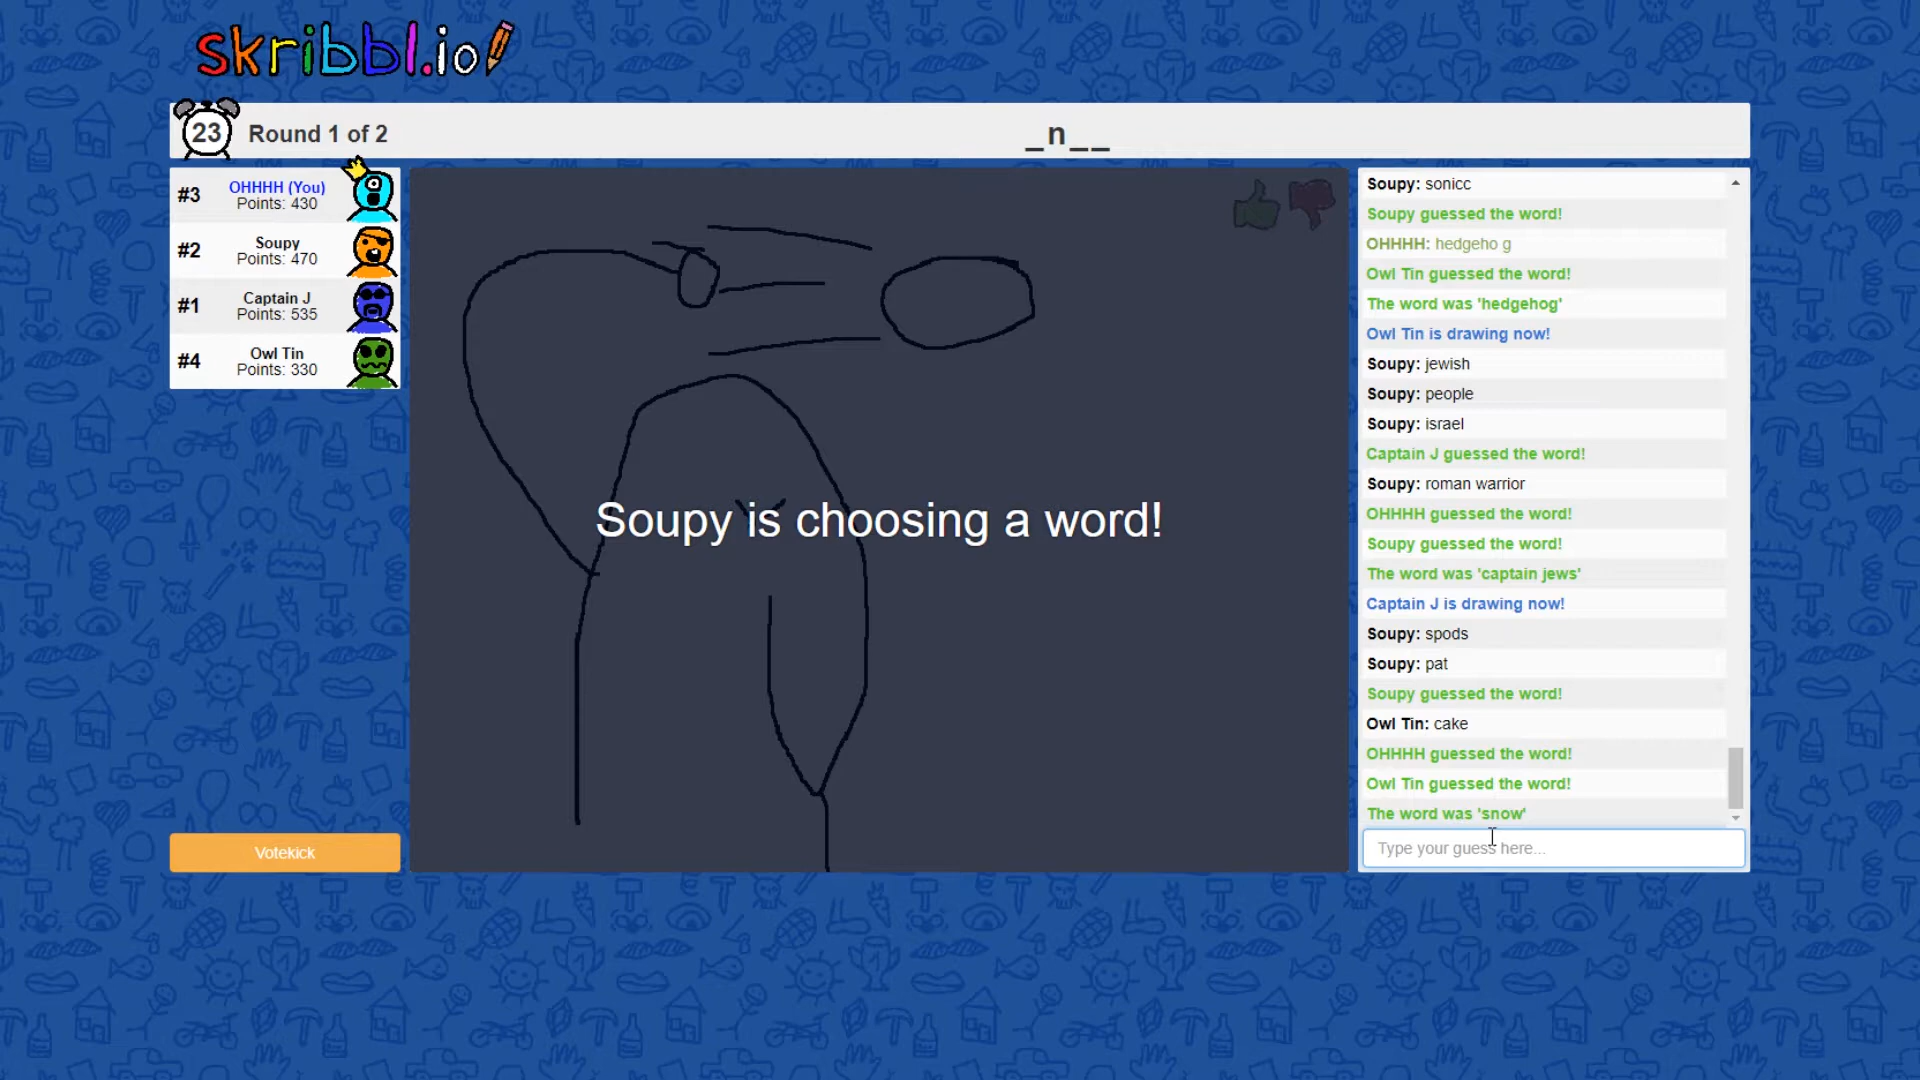 skribbl.io
23
Round 1 of 2
_n__
#3
OHHHH (You)
Points: 430
#2
Soupy
Points: 470
#1
Captain J
Points: 535
#4
Owl Tin
Points: 330
Votekick
Soupy is choosing a word!
Soupy: sonicc
Soupy guessed the word!
OHHHH: hedgeho g
Owl Tin guessed the word!
The word was 'hedgehog'
Owl Tin is drawing now!
Soupy: jewish
Soupy: people
Soupy: israel
Captain J guessed the word!
Soupy: roman warrior
OHHHH guessed the word!
Soupy guessed the word!
The word was 'captain jews'
Captain J is drawing now!
Soupy: spods
Soupy: pat
Soupy guessed the word!
Owl Tin: cake
OHHHH guessed the word!
Owl Tin guessed the word!
The word was 'snow'
Type your guess here...